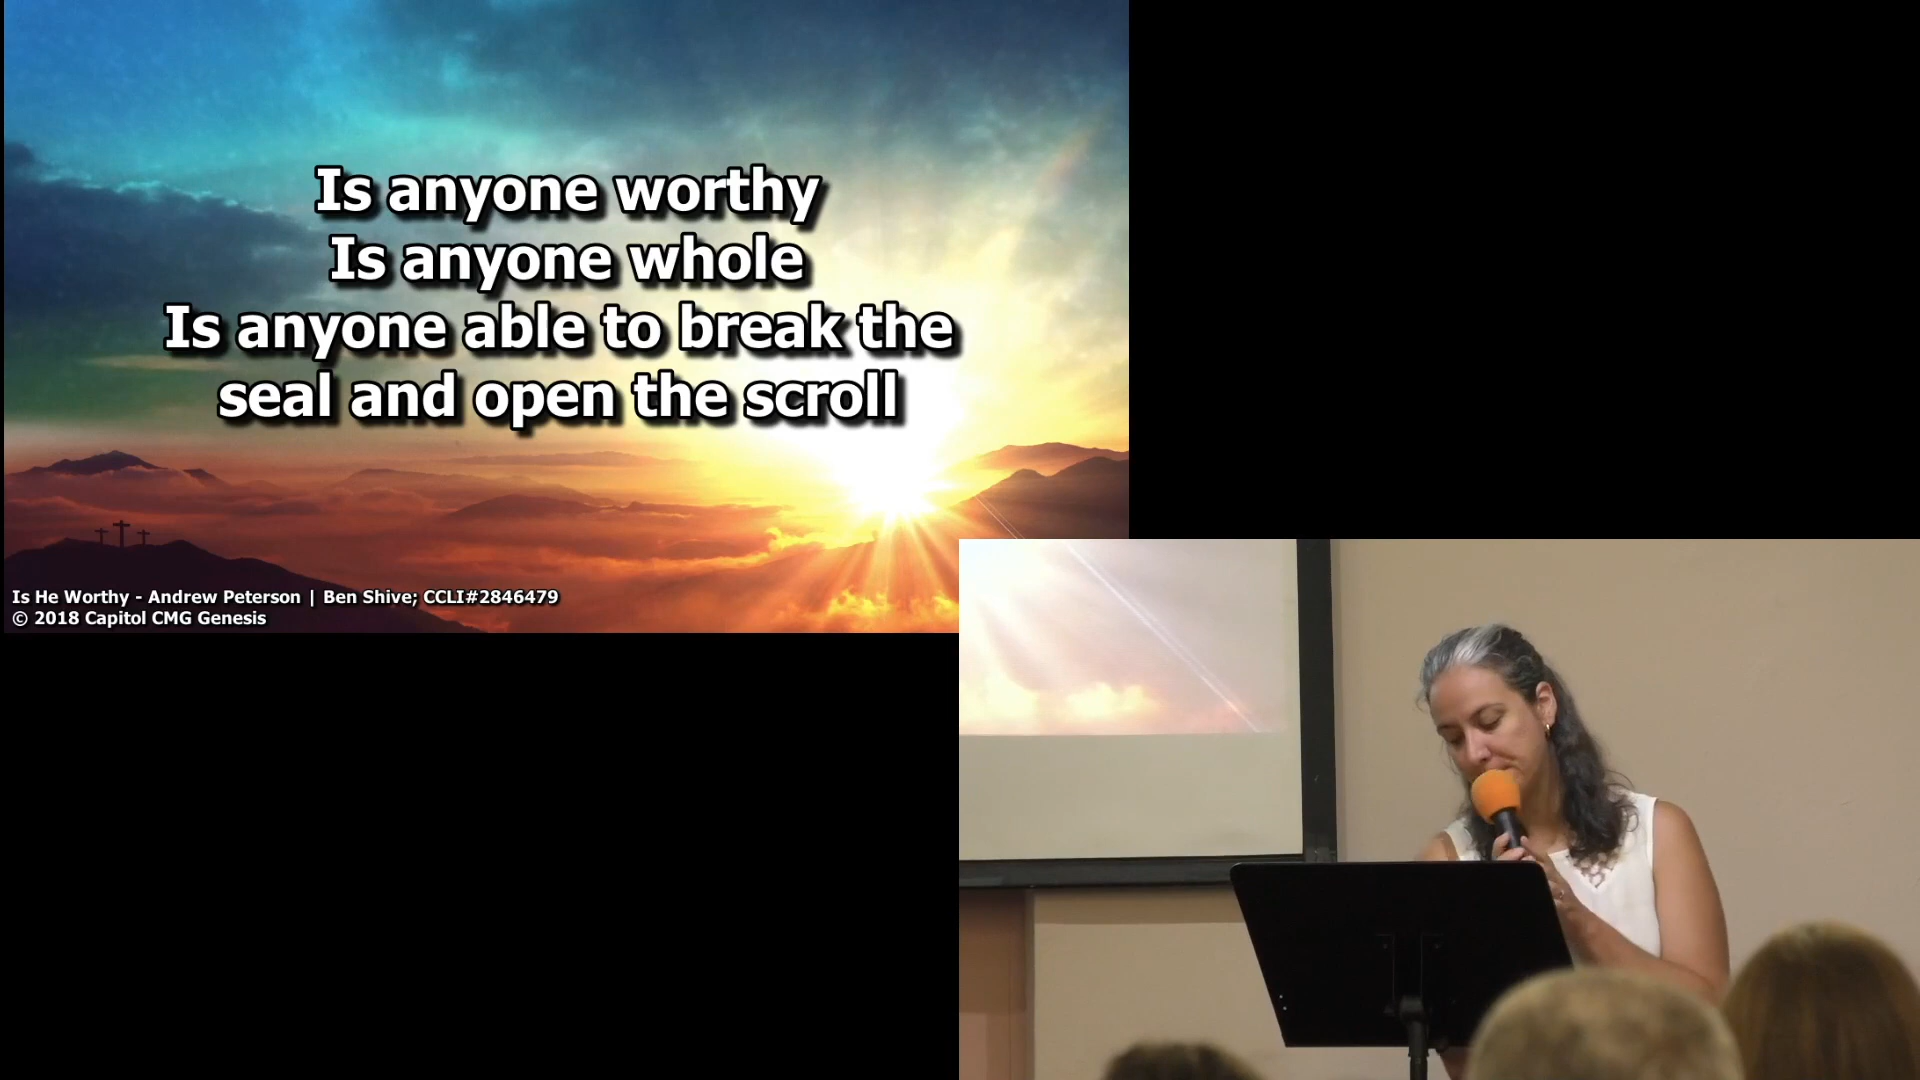 Is anyone worthy
Is anyone whole
Is anyone able to break the
seal and open the scroll
Is He Worthy - Andrew Peterson | Ben Shive; CCLI#2846479
© 2018 Capitol CMG Genesis